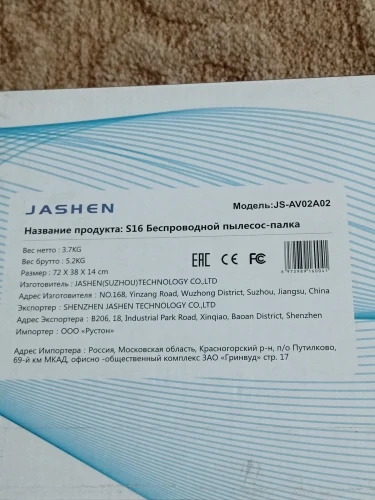 JASHEN
Модель:JS-AV02A02
Название продукта: S16 Беспроводной пылесос-палка
Вес нетто : 3.7KG
Вес брутто : 5.2KG
Размер : 72 X 38 X 14 cm
Изготовитель : JASHEN(SUZHOU)TECHNOLOGY CO.,LTD
Адрес Изготовителя : NO.168, Yinzang Road, Wuzhong District, Suzhou, Jiangsu, China
Экспортер : SHENZHEN JASHEN TECHNOLOGY CO.,LTD
Адрес Экспортера : B206, 18, Industrial Park Road, Xinqiao, Baoan District, Shenzhen
Импортер : ООО «Рустон»
Адрес Импортера : Россия, Московская область, Красногорский р-н, п/о Путилково,
69-й км МКАД, офисно -общественный комплекс ЗАО «Гринвуд» стр. 17
EAC CE FC